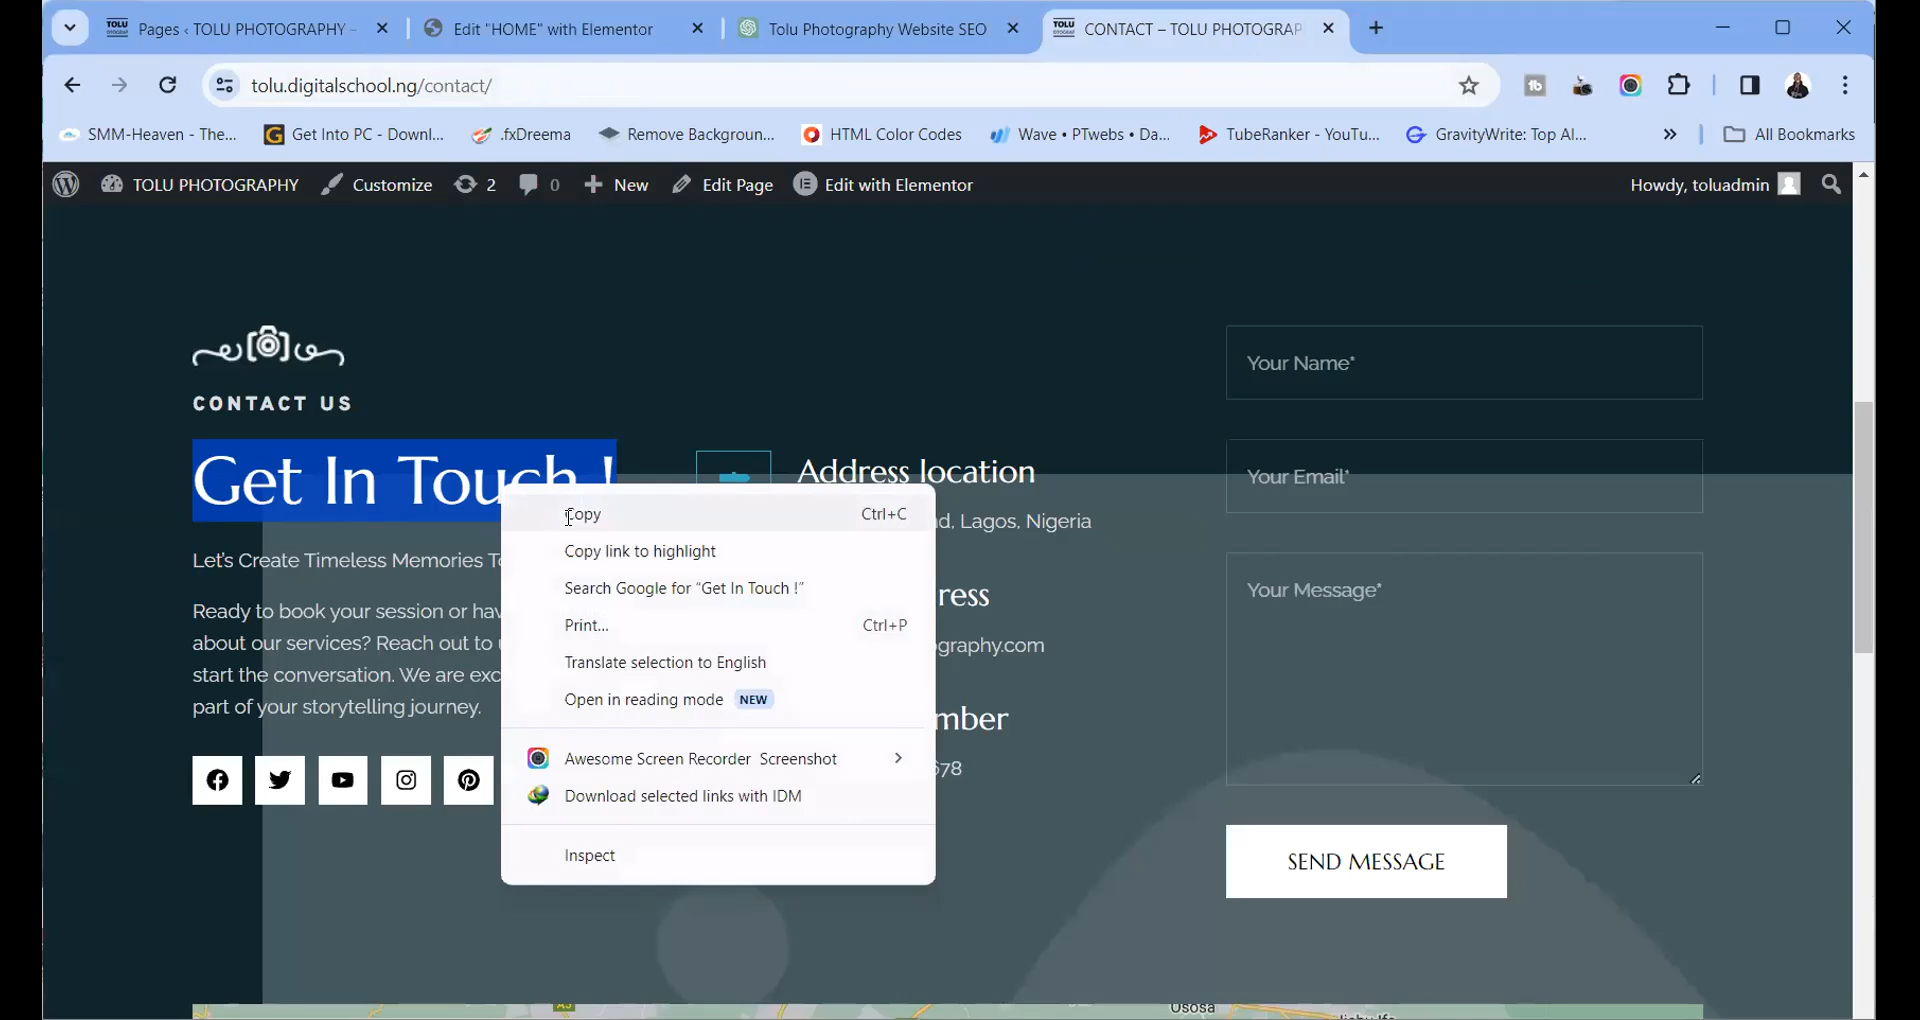 Pages ‹ TOLU PHOTOGRAPHY –
Edit "HOME" with Elementor
Tolu Photography Website SEO
CONTACT – TOLU PHOTOGRAP
tolu.digitalschool.ng/contact/
SMM-Heaven - The...
Get Into PC - Downl...
.fxDreema
Remove Backgroun...
HTML Color Codes
Wave • PTwebs • Da...
TubeRanker - YouTu...
GravityWrite: Top AI...
All Bookmarks
TOLU PHOTOGRAPHY
Customize
2
0
New
Edit Page
Edit with Elementor
Howdy, toluadmin
CONTACT US
Get In Touch !
Let's Create Timeless Memories To
Ready to book your session or hav
about our services? Reach out to
start the conversation. We are exc
part of your storytelling journey.
Copy Ctrl+C
Copy link to highlight
Search Google for “Get In Touch !”
Print... Ctrl+P
Translate selection to English
Open in reading mode NEW
Awesome Screen Recorder Screenshot
Download selected links with IDM
Inspect
Address location
d, Lagos, Nigeria
ress
ography.com
mber
678
Your Name*
Your Email*
Your Message*
SEND MESSAGE